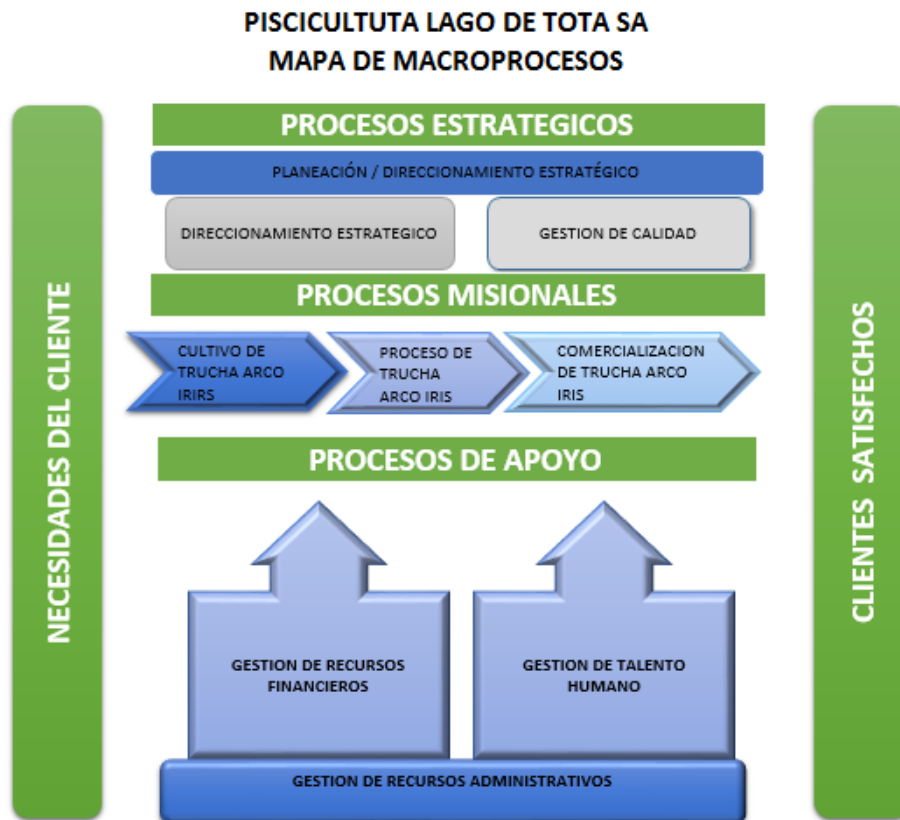 PISCICULTUTA LAGO DE TOTA SA
MAPA DE MACROPROCESOS
NECESIDADES DEL CLIENTE
PROCESOS ESTRATEGICOS
PLANEACIÓN / DIRECCIONAMIENTO ESTRATÉGICO
DIRECCIONAMIENTO ESTRATEGICO
GESTION DE CALIDAD
PROCESOS MISIONALES
CULTIVO DE
TRUCHA ARCO
IRIRS
PROCESO DE
TRUCHA
ARCO IRIS
COMERCIALIZACION
DE TRUCHA ARCO
IRIS
PROCESOS DE APOYO
GESTION DE RECURSOS
FINANCIEROS
GESTION DE TALENTO
HUMANO
GESTION DE RECURSOS ADMINISTRATIVOS
CLIENTES SATISFECHOS